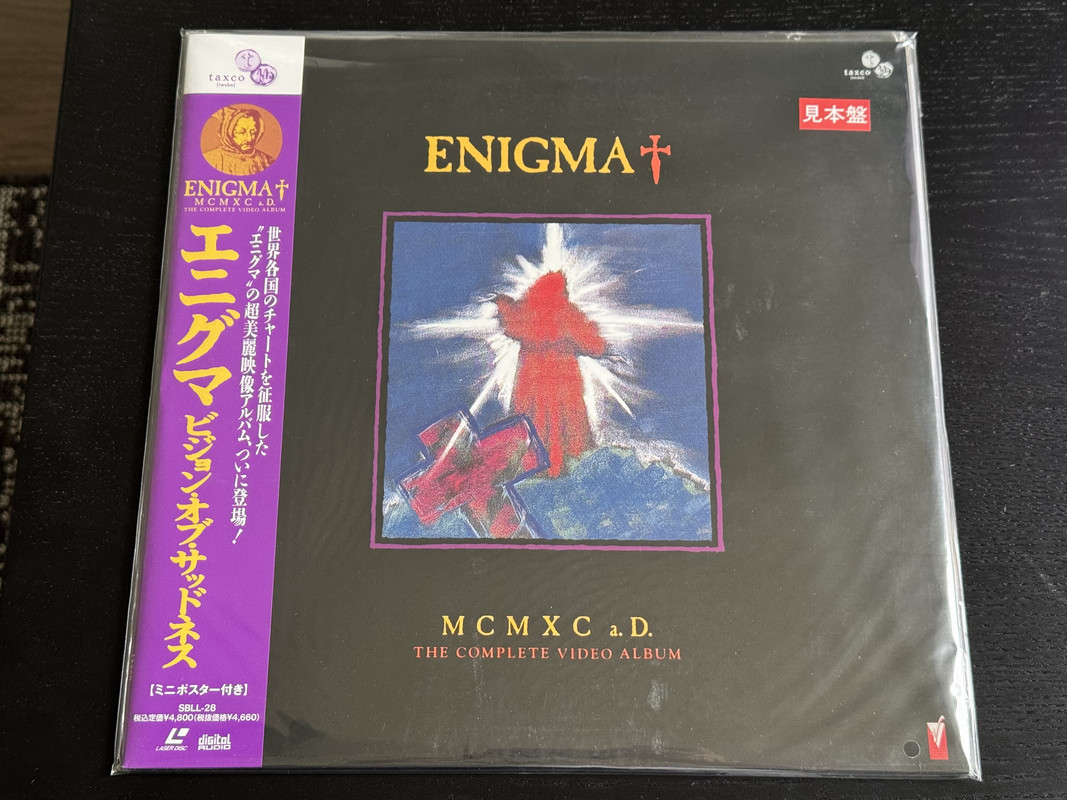 taxco
[tæsko]
ENIGMA†
MCMXC a.D.
THE COMPLETE VIDEO ALBUM
世界各国のチャートを征服した
“エニグマ”の超美麗映像アルバム、ついに登場!
エニグマ
ビジョン・オブ・サッドネス
【ミニポスター付き】
SBLL-28
税込定価¥4,800(税抜価格¥4,660)
LASER DISC
digital AUDIO
taxco
見本盤
ENIGMA†
MCMXC a.D.
THE COMPLETE VIDEO ALBUM